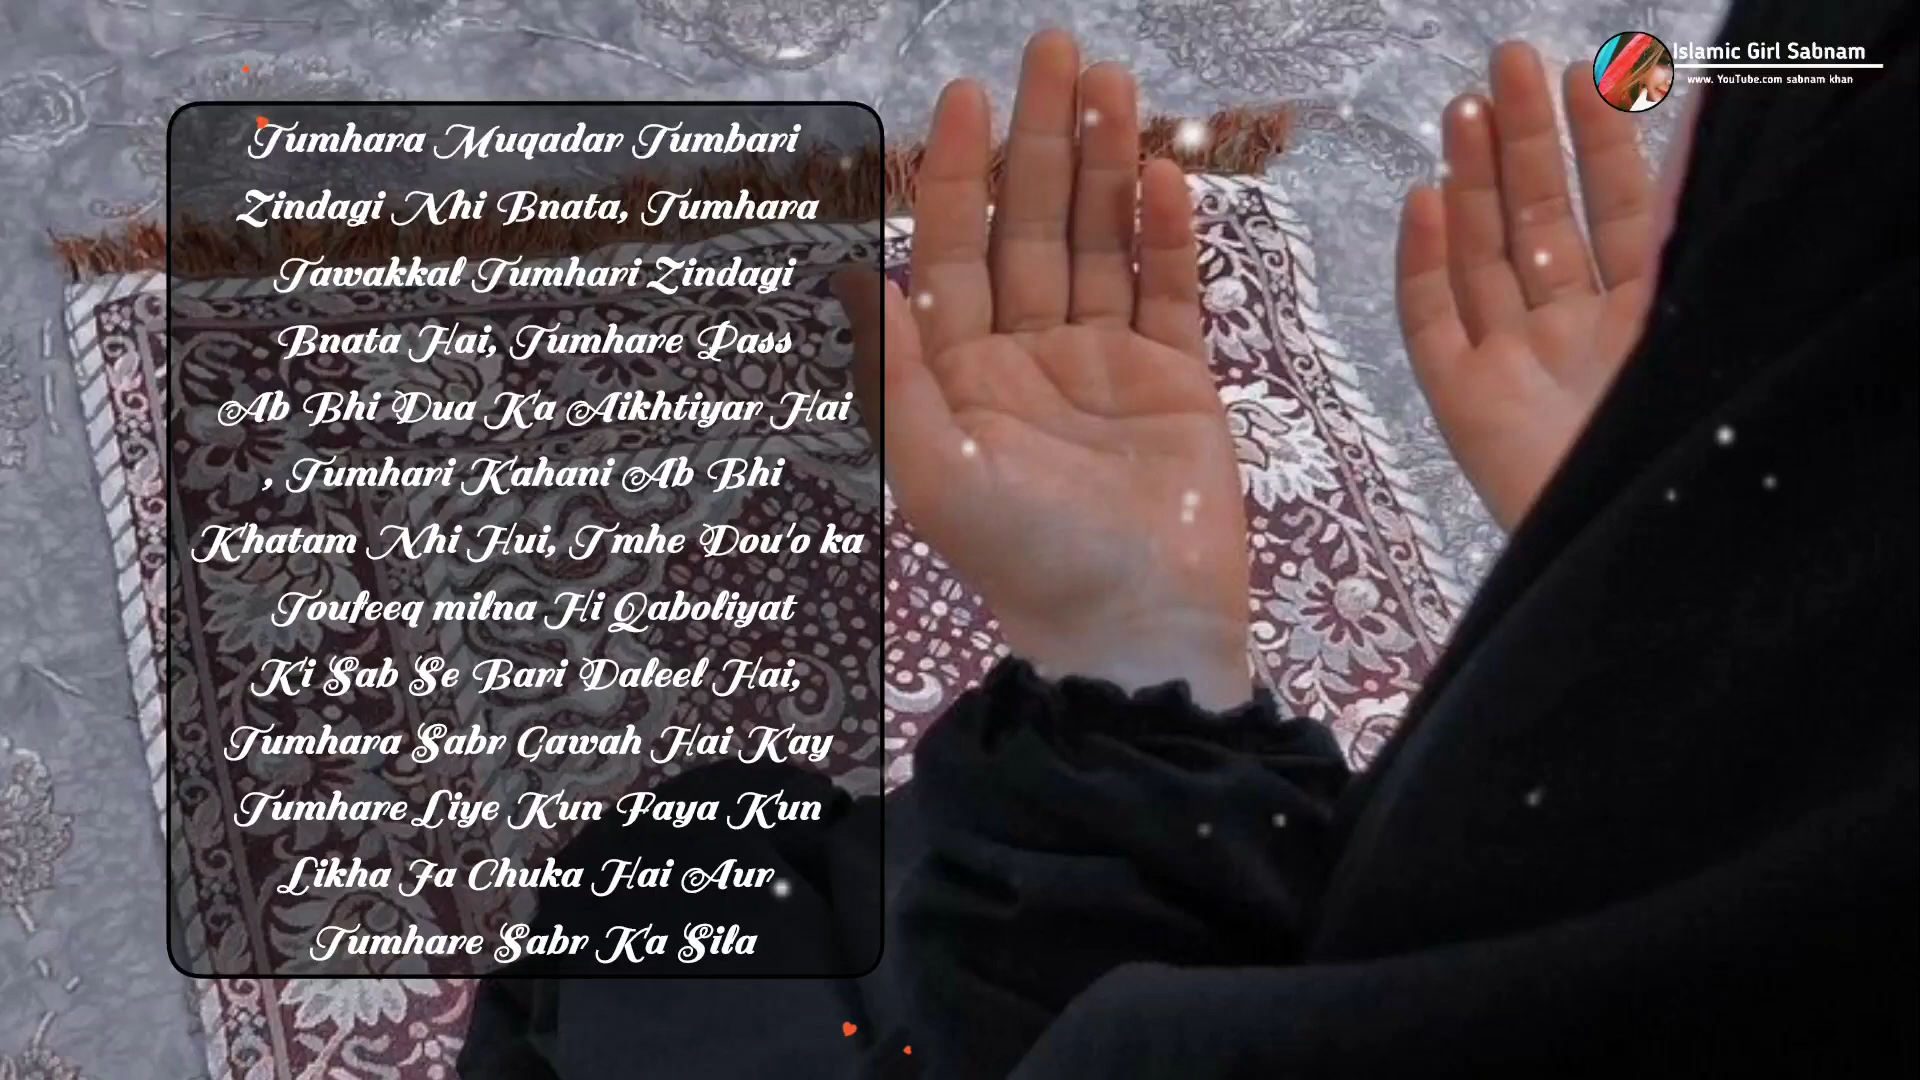 Tumhara Muqadar Tumbari
Zindagi Nhi Bnata, Tumhara
Tawakkal Tumhari Zindagi
Bnata Hai, Tumhare Pass
Ab Bhi Dua Ka Aikhtiyar Hai
, Tumhari Kahani Ab Bhi
Khatam Nhi Hui, Tmhe Dou'o ka
Toufeeq milna Hi Qaboliyat
Ki Sab Se Bari Daleel Hai,
Tumhara Sabr Gawah Hai Kay
Tumhare Liye Kun Faya Kun
Likha Ja Chuka Hai Aur
Tumhare Sabr Ka Sila
Islamic Girl Sabnam
www. YouTube.com sabnam khan